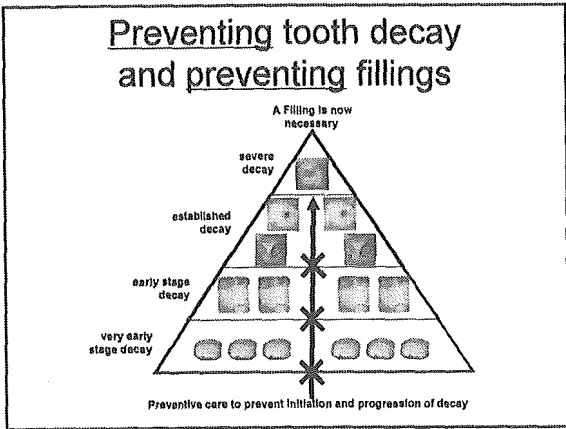 Preventing tooth decay
and preventing fillings
A Filling is now
necessary
severe
decay
established
decay
early stage
decay
very early
stage decay
Preventive care to prevent initiation and progression of decay